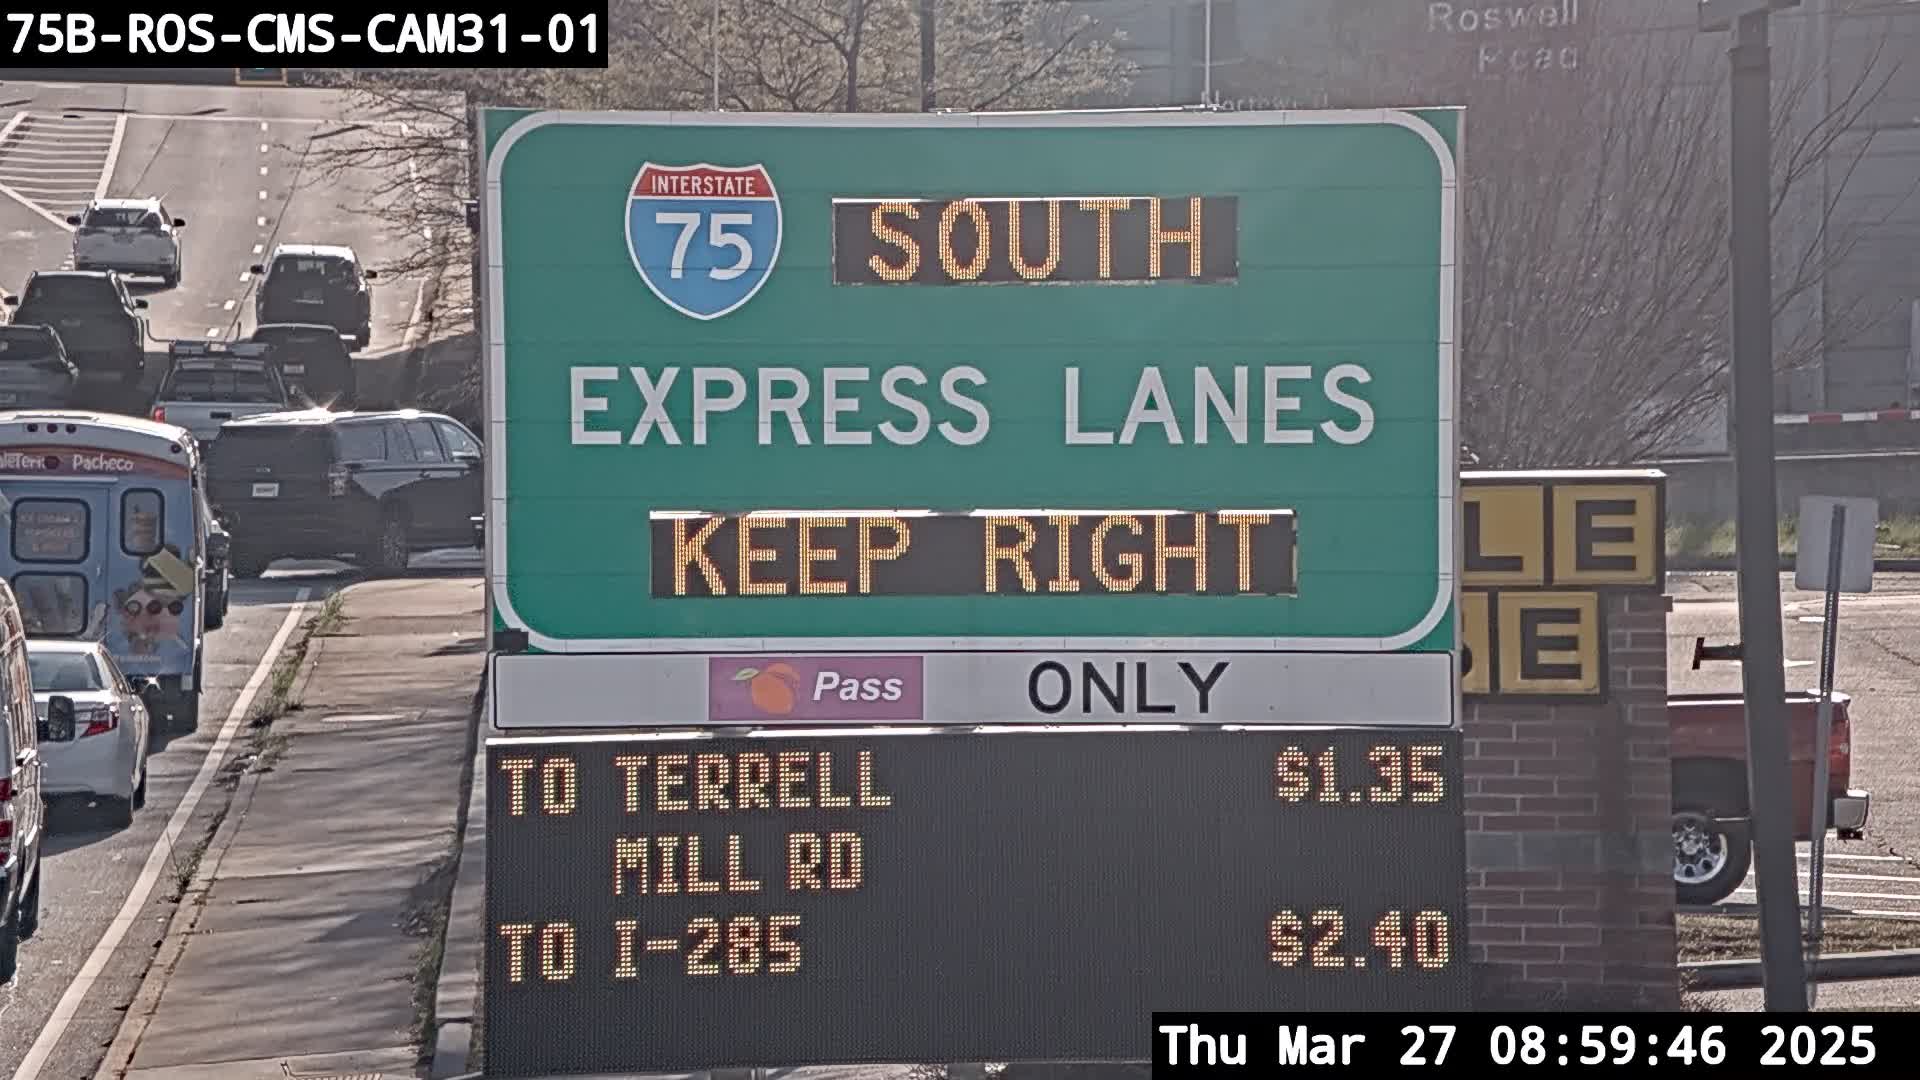 75B-ROS-CMS-CAM31-01
Roswell
Road
INTERSTATE
75
SOUTH
EXPRESS LANES
KEEP RIGHT
Pass ONLY
TO TERRELL $1.35
MILL RD
TO I-285 $2.40
Pacheco
LE
E
Thu Mar 27 08:59:46 2025